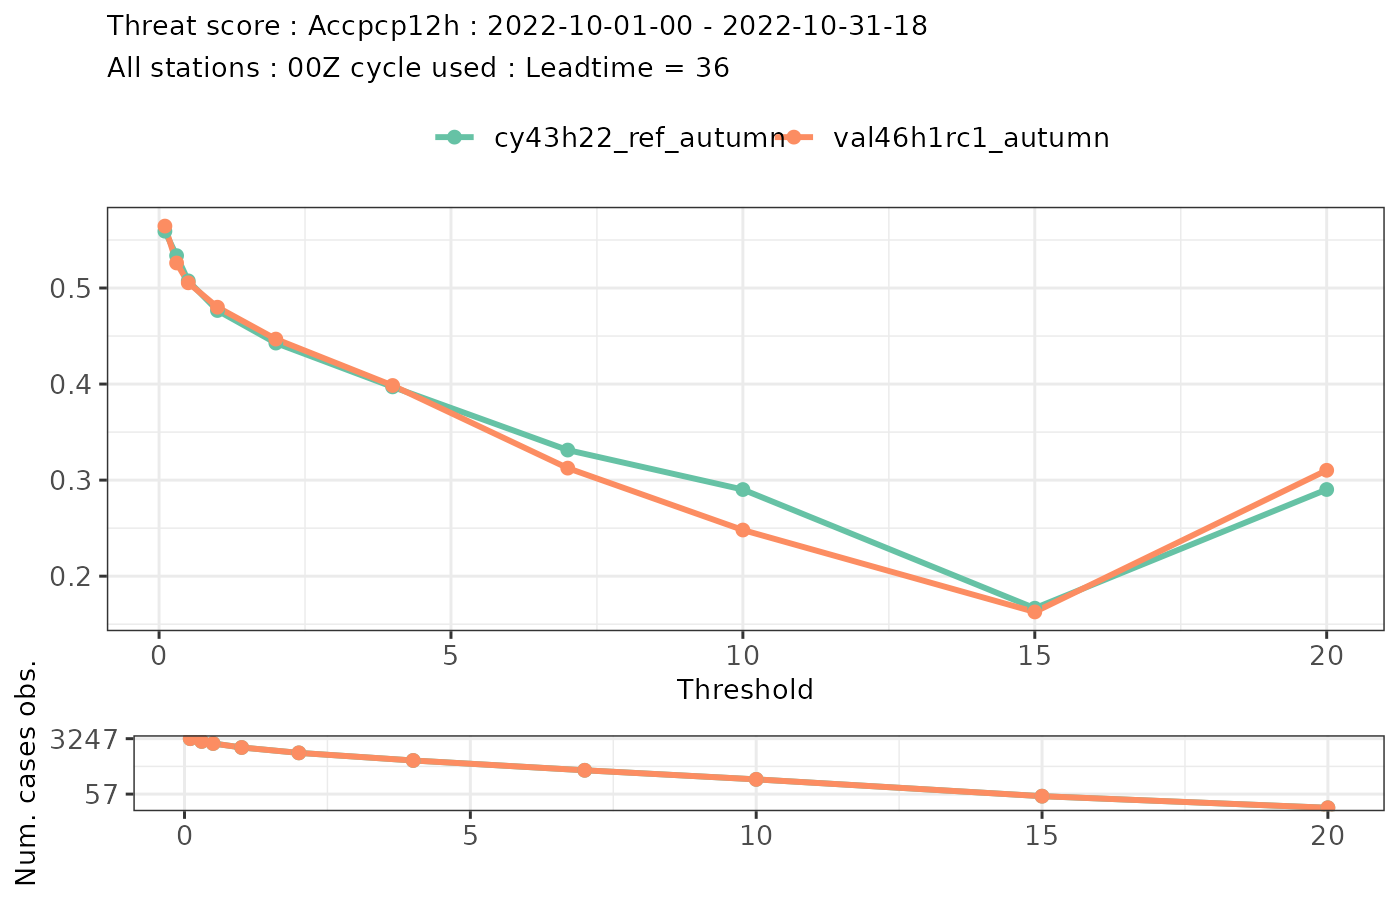 Threat score : Accpcp12h : 2022-10-01-00 - 2022-10-31-18
All stations : 00Z cycle used : Leadtime = 36
cy43h22_ref_autumn val46h1rc1_autumn
0.5
0.4
0.3
0.2
0 5 10 15 20
Threshold
Num. cases obs.
3247
57
0 5 10 15 20